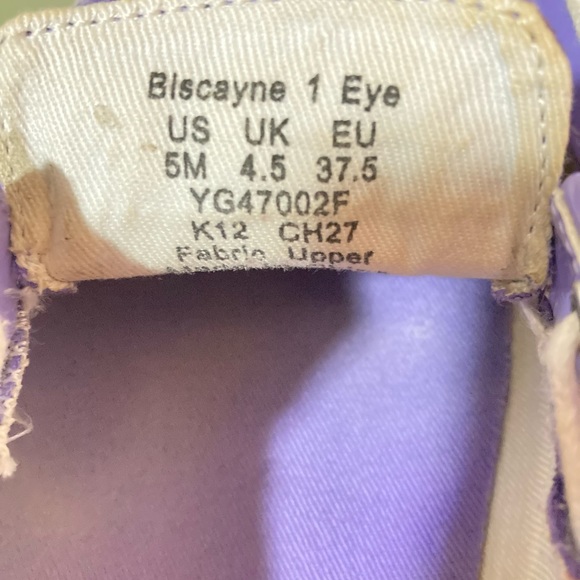 Biscayne 1 Eye
US UK EU
5M 4.5 37.5
YG47002F
K12 CH27
Fabric Upper